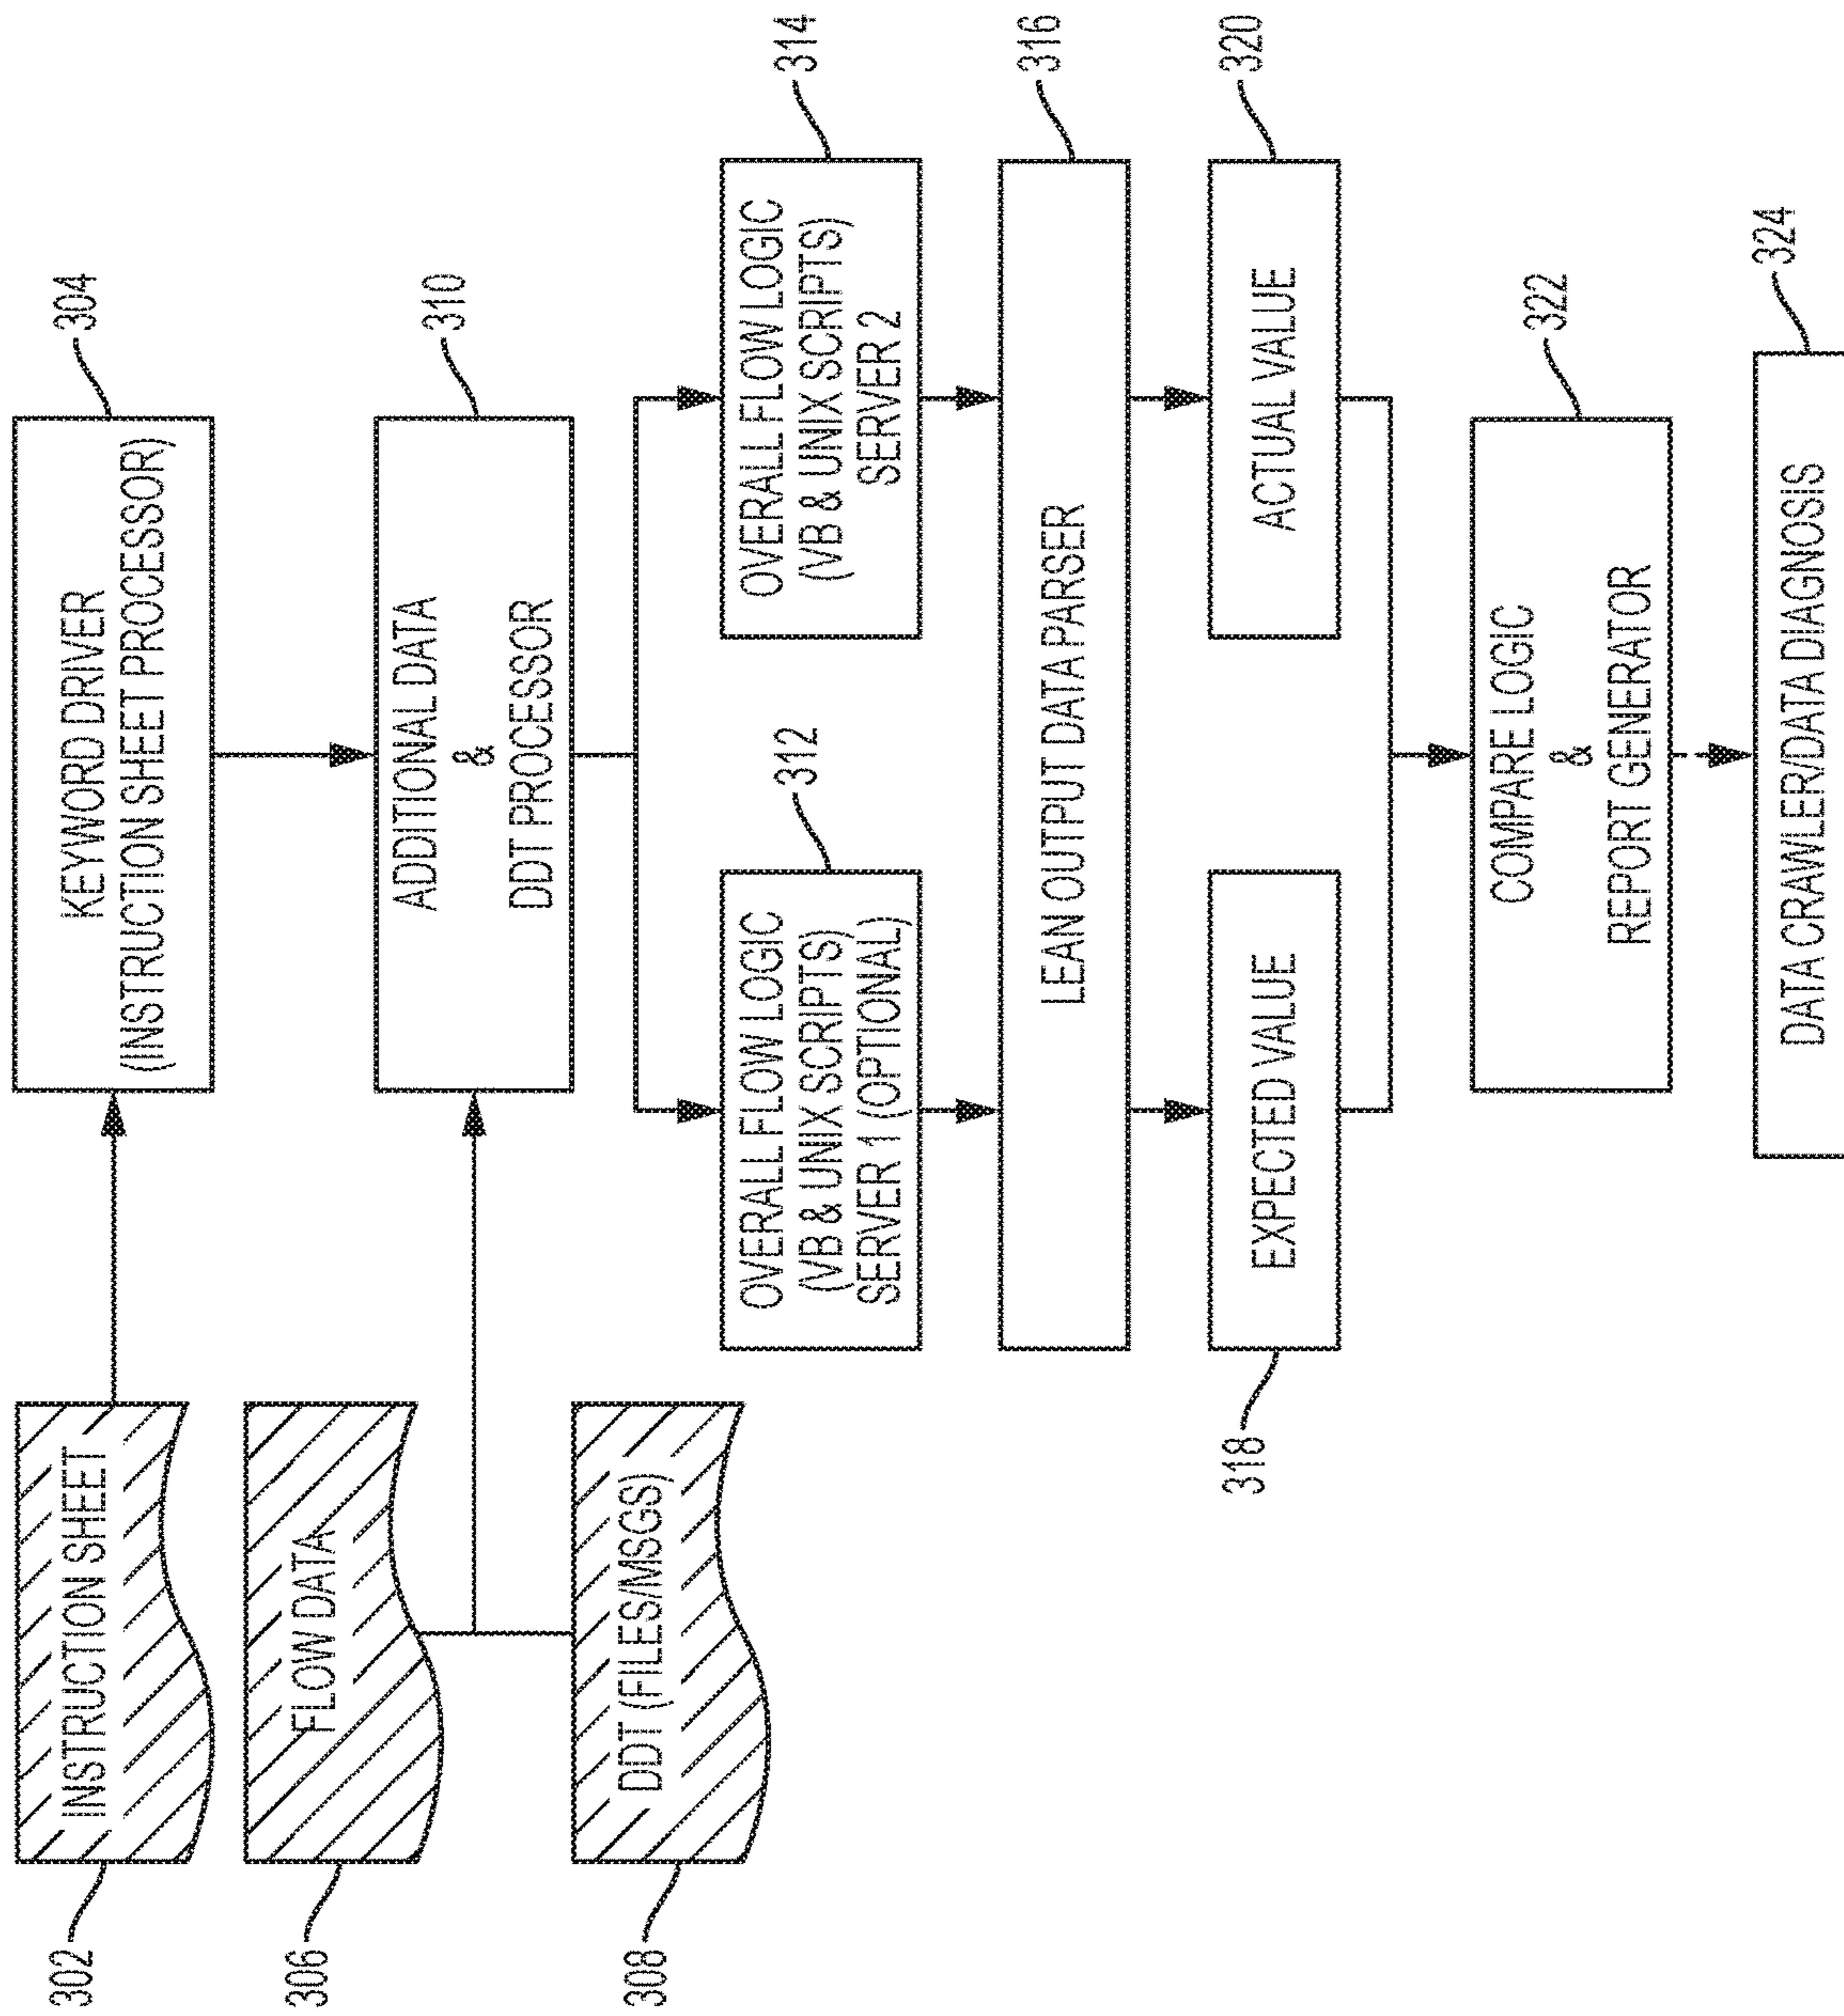 302
INSTRUCTION SHEET
KEYWORD DRIVER
(INSTRUCTION SHEET PROCESSOR)
304
306
FLOW DATA
308
DDT (FILES/MSGS)
ADDITIONAL DATA
&
DDT PROCESSOR
310
OVERALL FLOW LOGIC
(VB & UNIX SCRIPTS)
SERVER 1 (OPTIONAL)
312
OVERALL FLOW LOGIC
(VB & UNIX SCRIPTS)
SERVER 2
314
LEAN OUTPUT DATA PARSER
316
318
EXPECTED VALUE
ACTUAL VALUE
320
COMPARE LOGIC
&
REPORT GENERATOR
322
DATA CRAWLER/DATA DIAGNOSIS
324